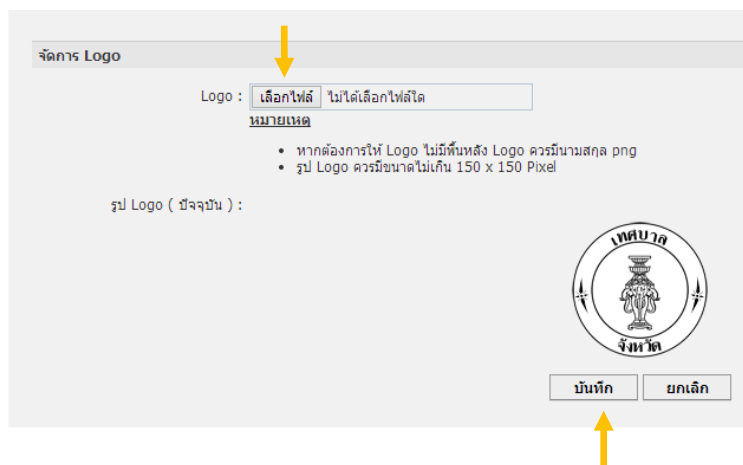 จัดการ Logo
Logo : เลือกไฟล์ ไม่ได้เลือกไฟล์ใด
หมายเหตุ
• หากต้องการให้ Logo ไม่มีพื้นหลัง Logo ควรมีนามสกุล png
• รูป Logo ควรมีขนาดไม่เกิน 150 x 150 Pixel
รูป Logo ( ปัจจุบัน ) :
เทศบาล
จังหวัด
บันทึก ยกเลิก